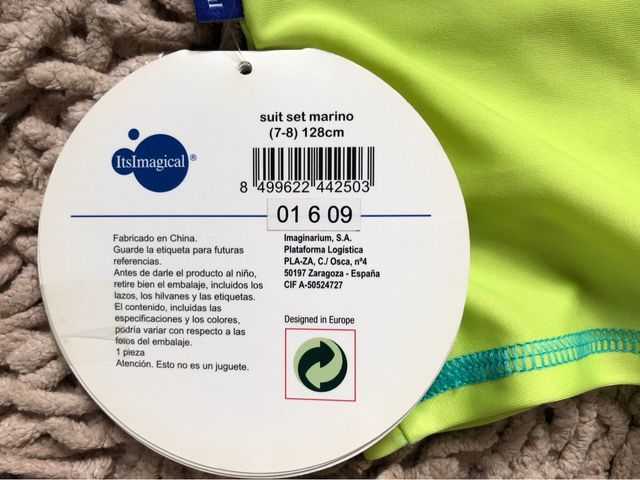 suit set marino
(7-8) 128cm
ItsImagical®
8 499622 442503
01 6 09
Fabricado en China.
Guarde la etiqueta para futuras
referencias.
Antes de darle el producto al niño,
retire bien el embalaje, incluidos los
lazos, los hilvanes y las etiquetas.
El contenido, incluidas las
especificaciones y los colores,
podría variar con respecto a las
fotos del embalaje.
1 pieza
Atención. Esto no es un juguete.
Imaginarium, S.A.
Plataforma Logística
PLA-ZA, C./ Osca, nº4
50197 Zaragoza - España
CIF A-50524727
Designed in Europe